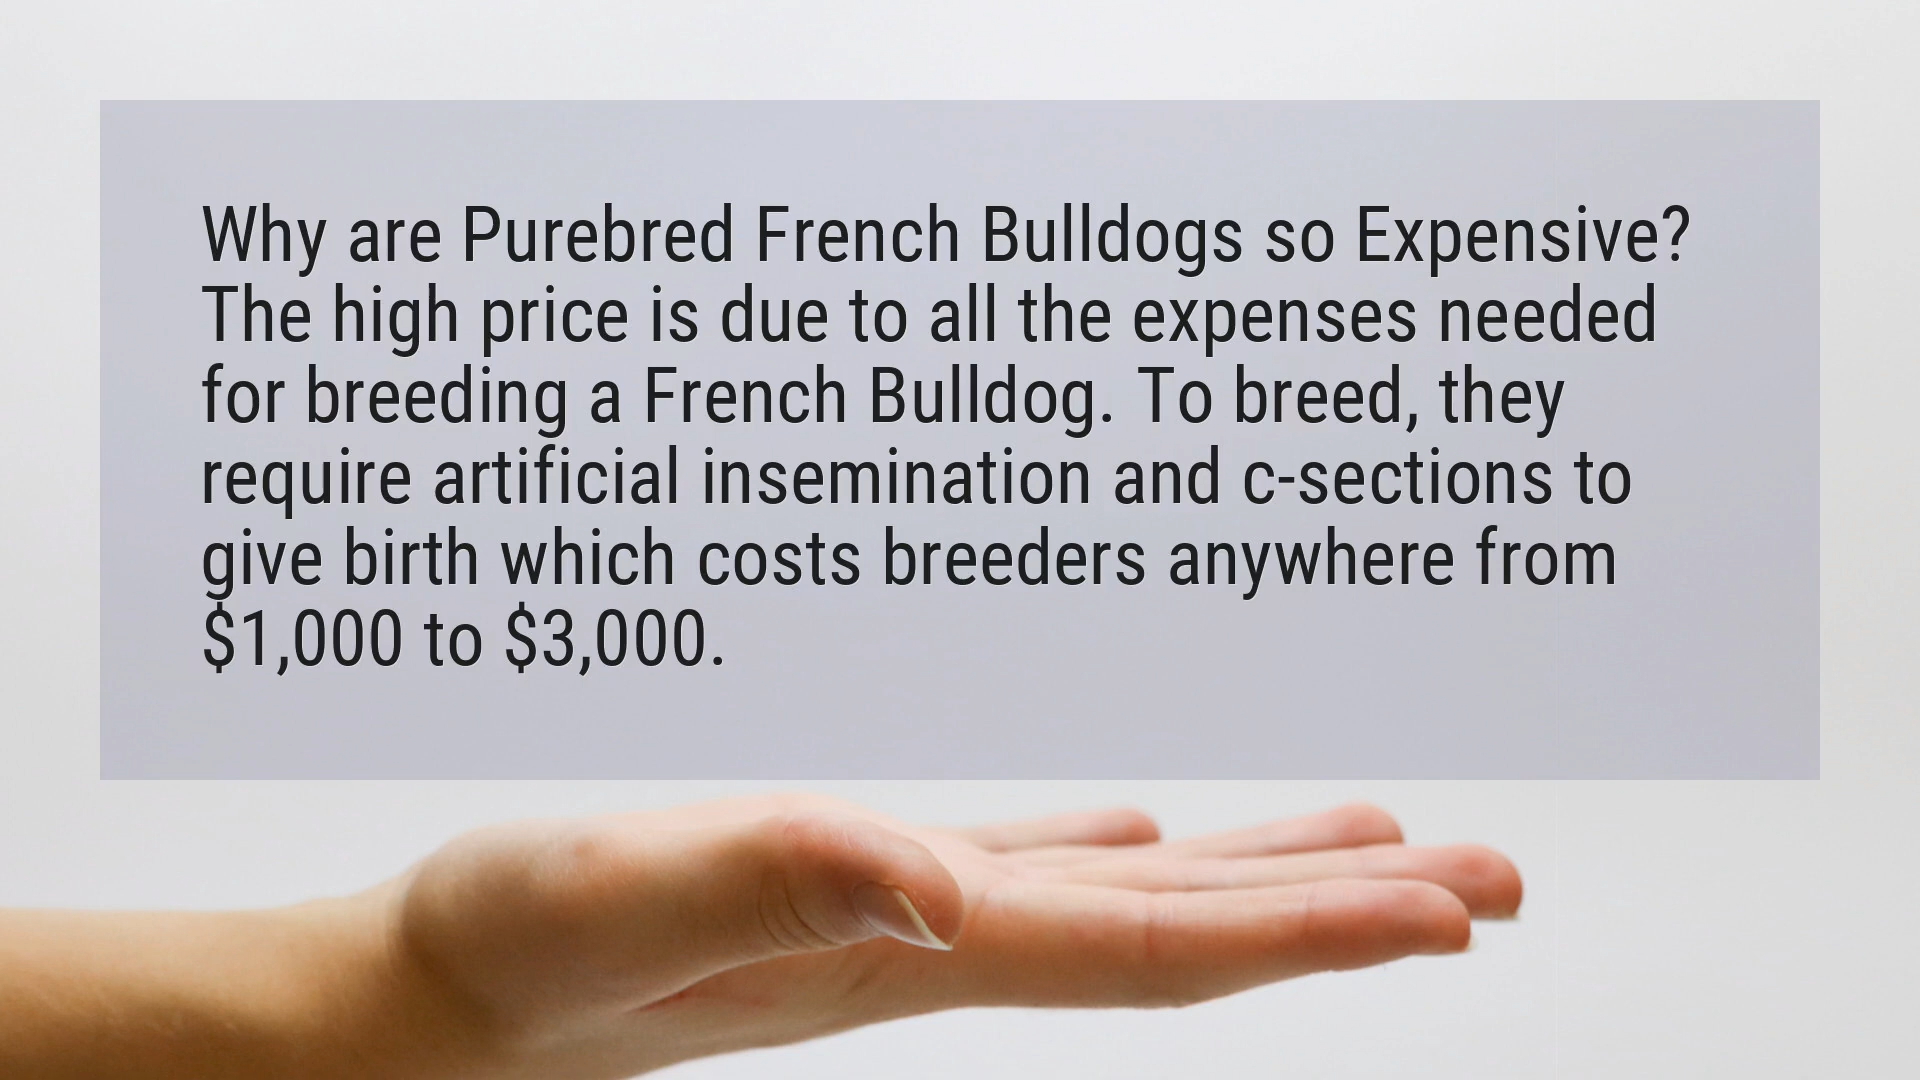 Why are Purebred French Bulldogs so Expensive?
The high price is due to all the expenses needed
for breeding a French Bulldog. To breed, they
require artificial insemination and c-sections to
give birth which costs breeders anywhere from
$1,000 to $3,000.